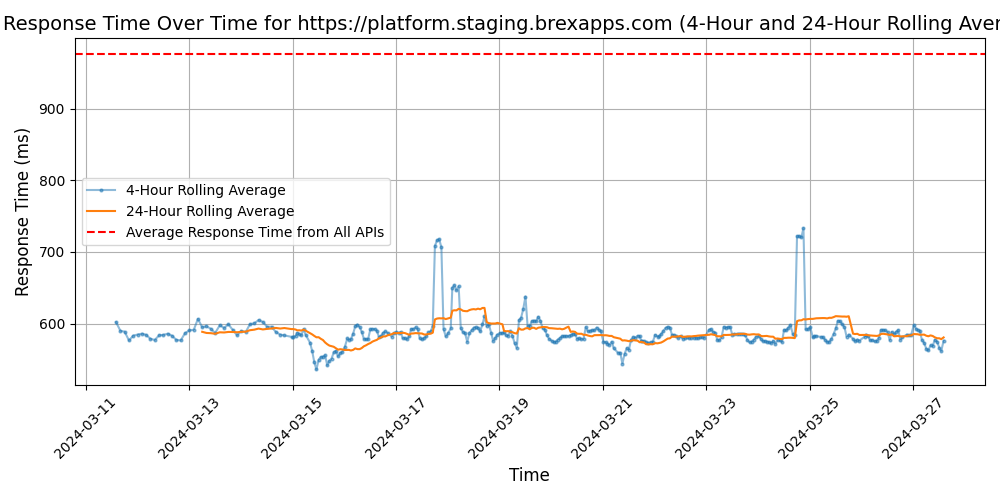 Response Time Over Time for https://platform.staging.brexapps.com (4-Hour and 24-Hour Rolling Aver
Response Time (ms)
900
800
700
600
4-Hour Rolling Average
24-Hour Rolling Average
Average Response Time from All APIs
2024-03-11
2024-03-13
2024-03-15
2024-03-17
2024-03-19
2024-03-21
2024-03-23
2024-03-25
2024-03-27
Time